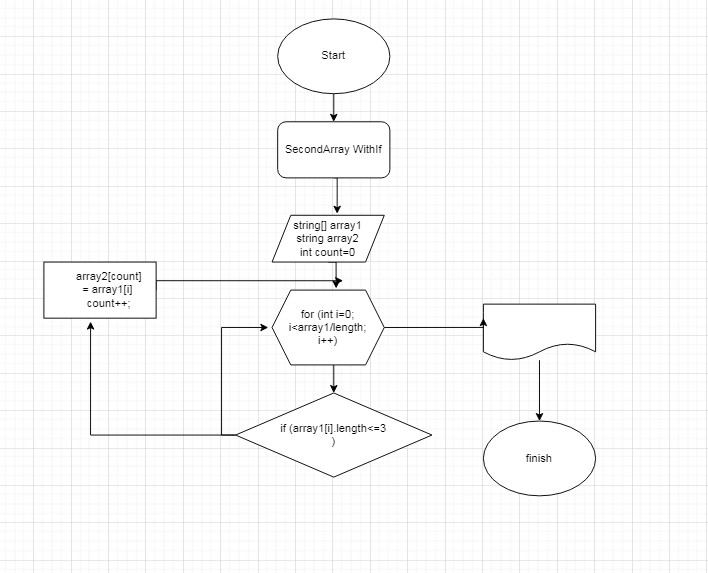 Start
SecondArray WithIf
string[] array1
string array2
int count=0
array2[count]
= array1[i]
count++;
for (int i=0;
i<array1/length;
i++)
if (array1[i].length<=3
)
finish